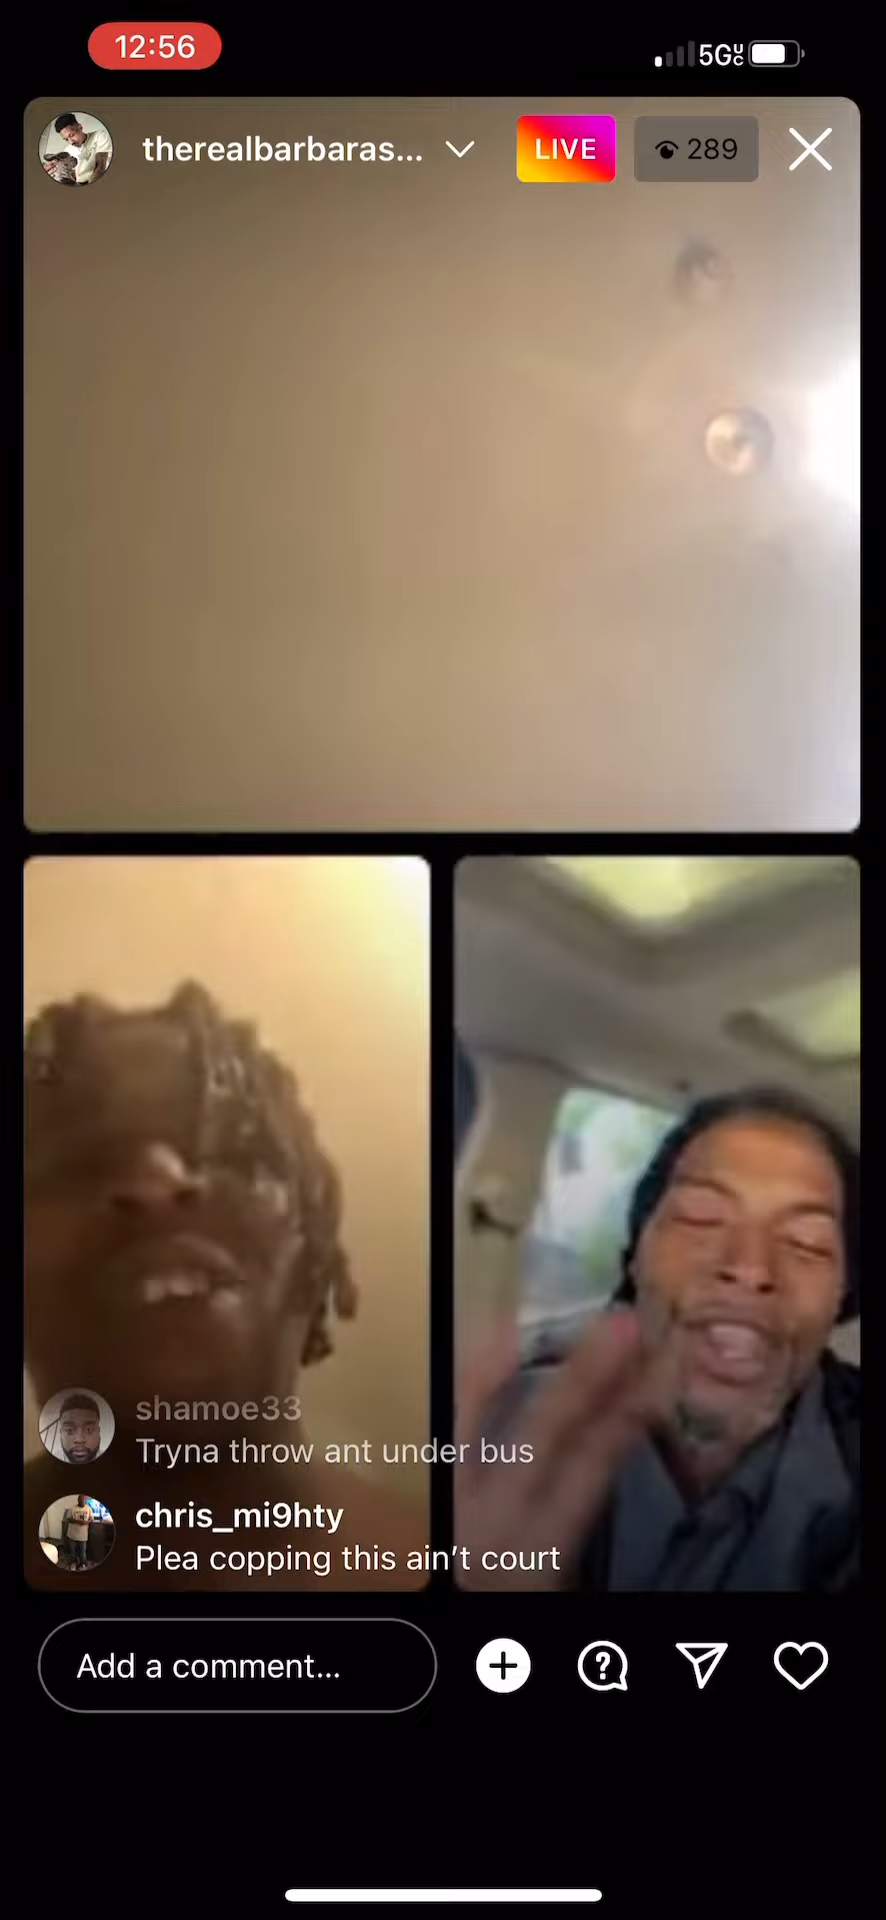 12:56
5GUC
therealbarbaras...
LIVE
289
shamoe33
Tryna throw ant under bus
chris_mi9hty
Plea copping this ain't court
Add a comment...